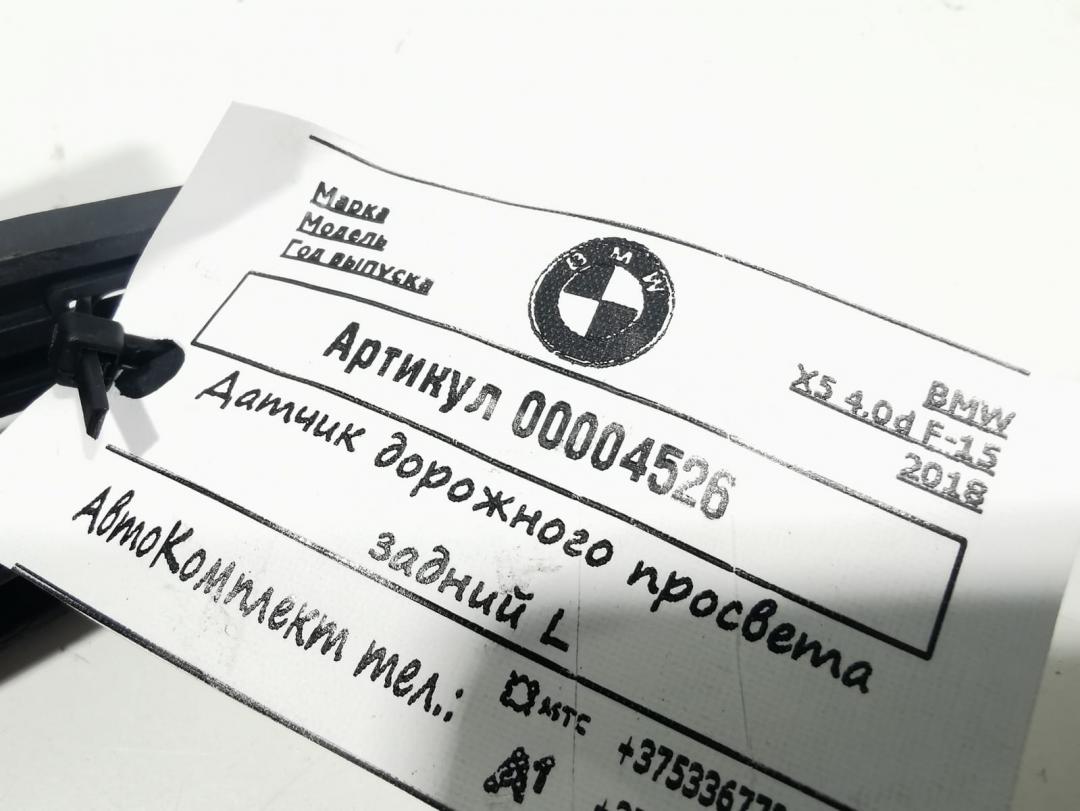 Марка
Модель
Год выпуска
BMW
BMW
X5 4.0d F-15
2018
Артикул 00004526
Датчик дорожного просвета
задний L
АвтоКомплект тел.:
мтс
A1